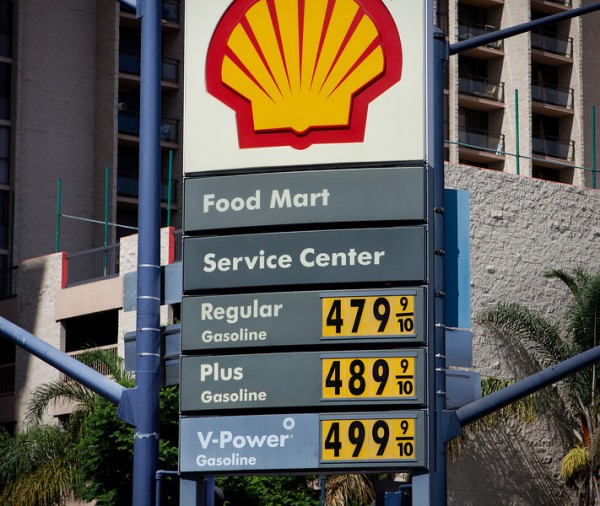 Food Mart
Service Center
Regular
Gasoline
479 9/10
Plus
Gasoline
489 9/10
V-Power
Gasoline
499 9/10